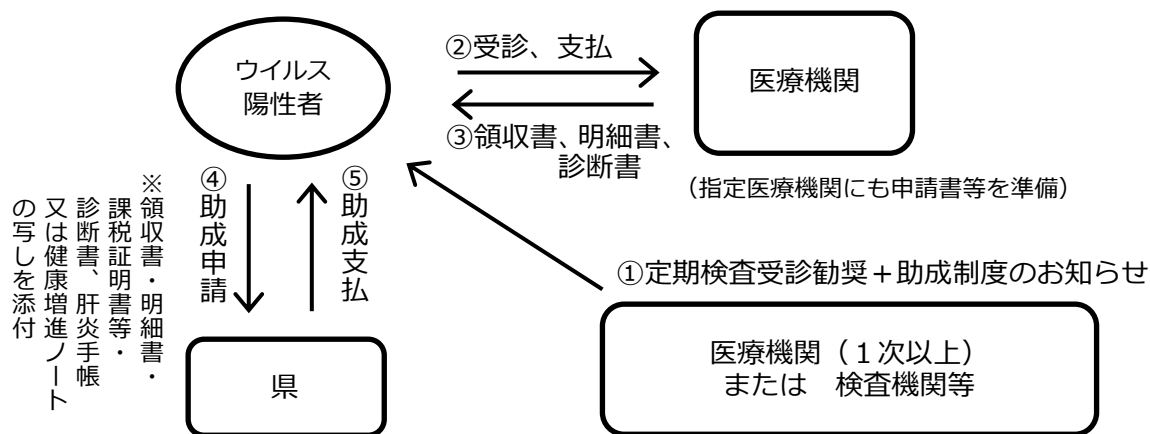 ウイルス
陽性者
②受診、支払
医療機関
③領収書、明細書、
診断書
(指定医療機関にも申請書等を準備)
④助成申請
⑤助成支払
※領収書・明細書・
課税証明書等・
診断書、肝炎手帳
又は健康増進ノート
の写しを添付
①定期検査受診勧奨＋助成制度のお知らせ
県
医療機関（１次以上）
または　検査機関等